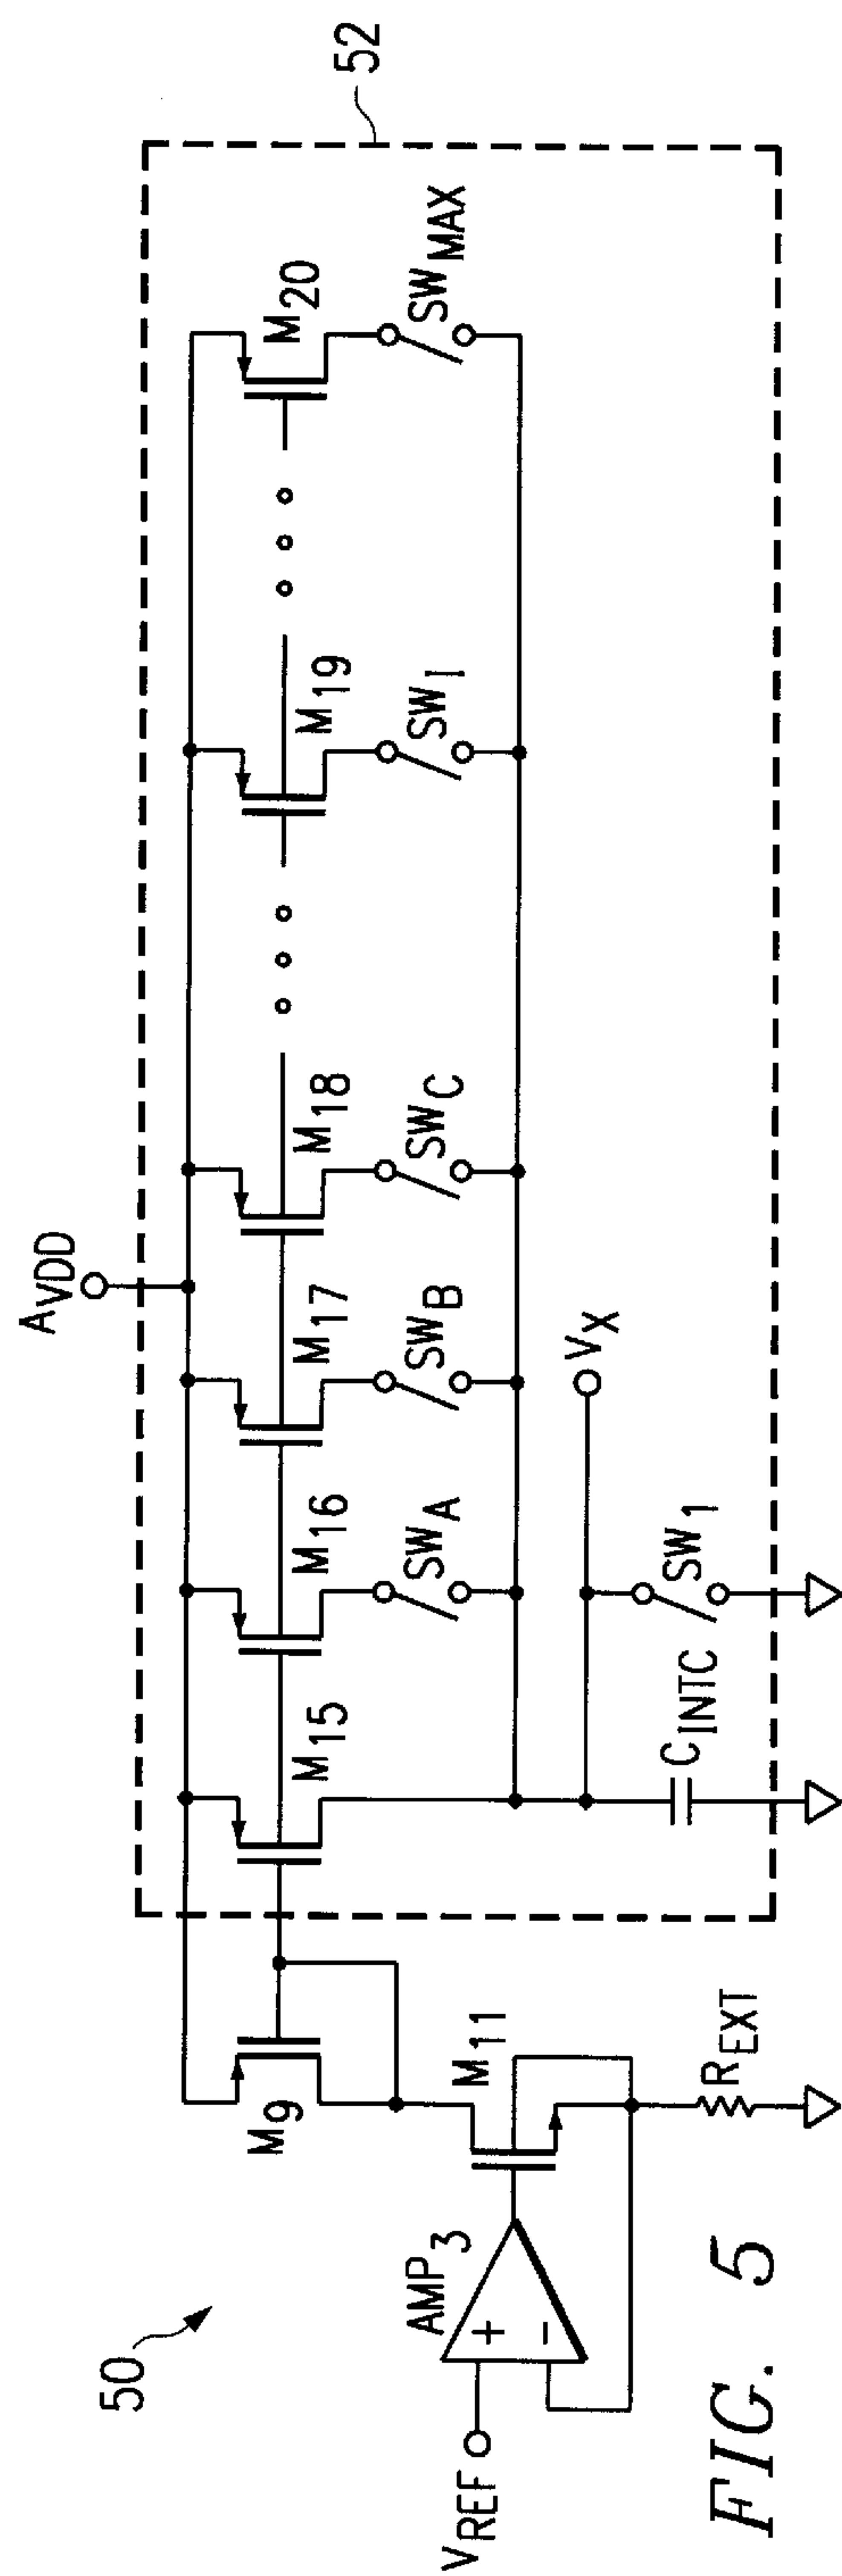 50
52
A_VDD
M_9
M_15
M_16
M_17
M_18
M_19
M_20
SW_A
SW_B
SW_C
SW_I
SW_MAX
V_REF
AMP_3
+
-
M_11
R_EXT
C_INTC
SW_1
V_X
FIG. 5